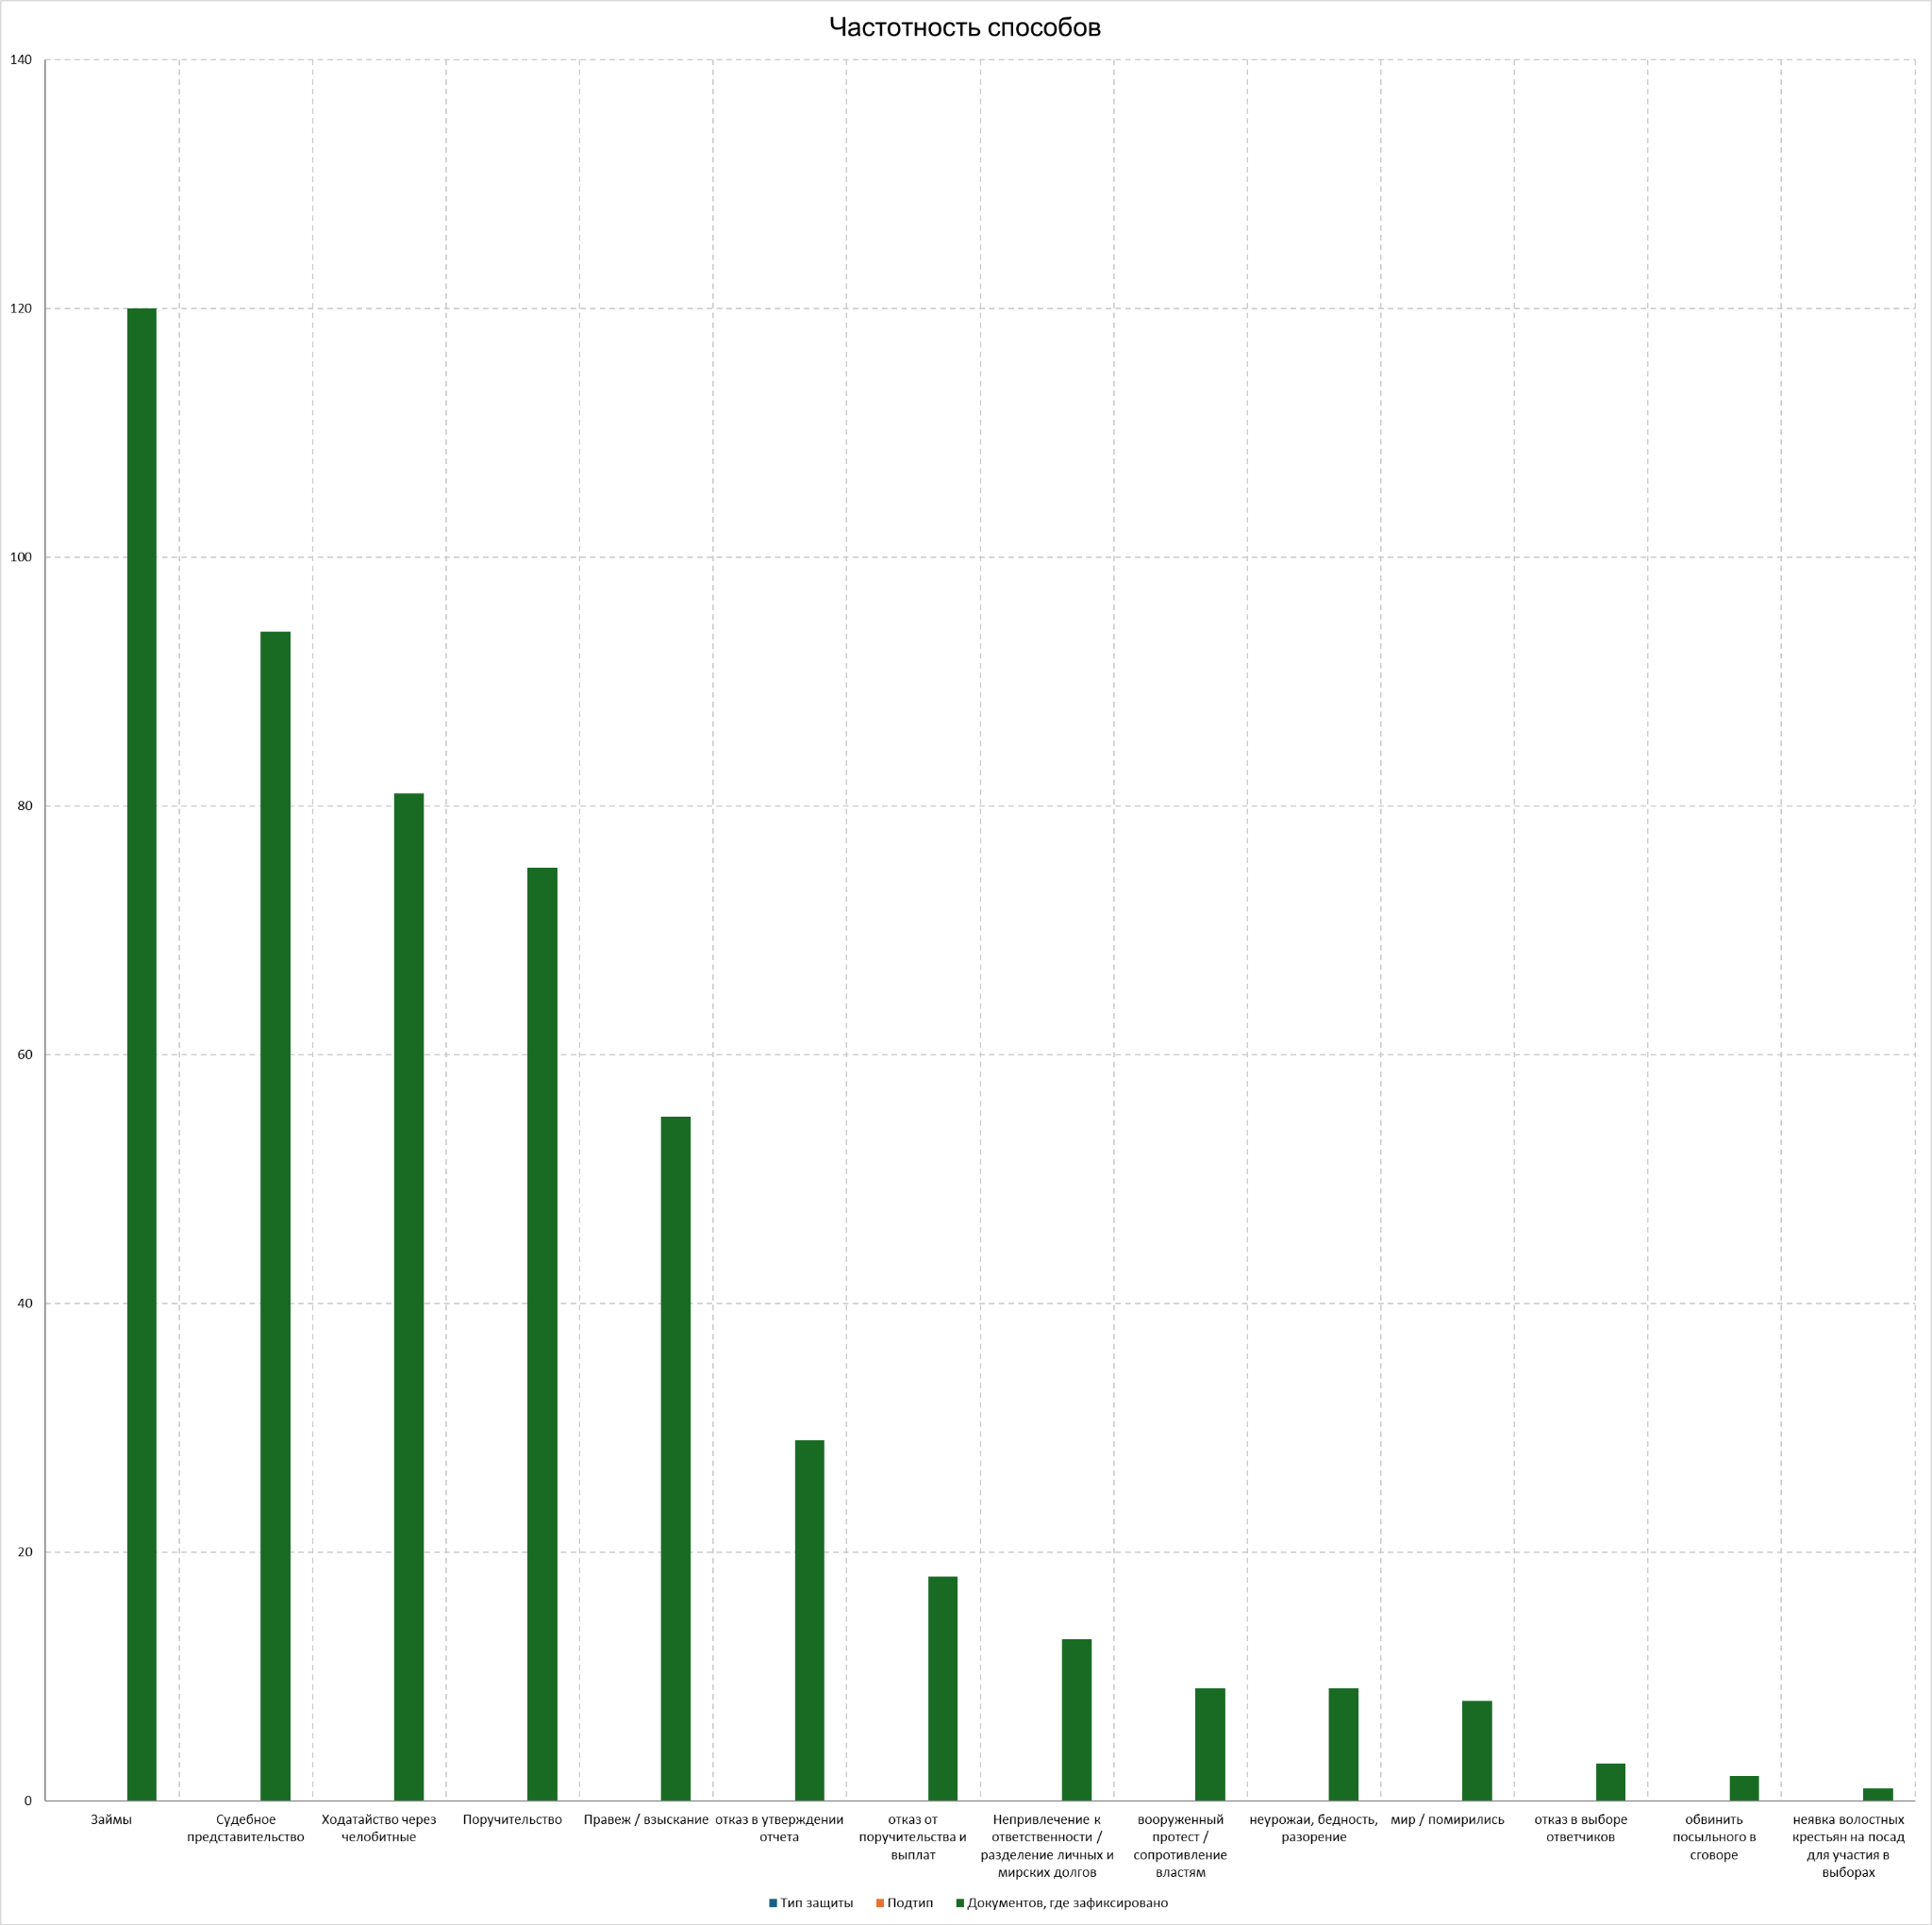 Частотность способов
140
120
100
80
60
40
20
0
Займы
Судебное
представительство
Ходатайство через
челобитные
Поручительство
Правеж / взыскание
отказ в утверждении
отчета
отказ от
поручительства и
выплат
Непривлечение к
ответственности /
разделение личных и
мирских долгов
вооруженный
протест /
сопротивление
властям
неурожаи, бедность,
разорение
мир / помирились
отказ в выборе
ответчиков
обвинить
посыльного в
сговоре
неявка волостных
крестьян на посад
для участия в
выборах
Тип защиты
Подтип
Документов, где зафиксировано